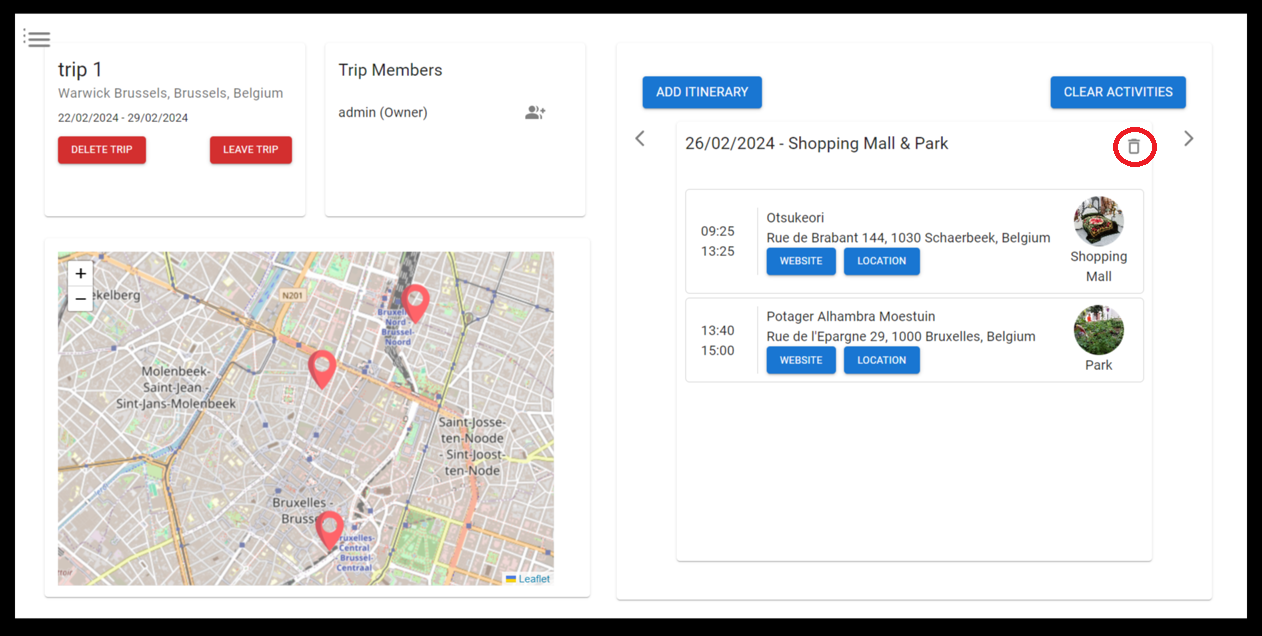 trip 1
Warwick Brussels, Brussels, Belgium
22/02/2024 - 29/02/2024
DELETE TRIP
LEAVE TRIP
Trip Members
admin (Owner)
ADD ITINERARY
CLEAR ACTIVITIES
26/02/2024 - Shopping Mall & Park
09:25
13:25
Otsukeori
Rue de Brabant 144, 1030 Schaerbeek, Belgium
WEBSITE
LOCATION
Shopping
Mall
13:40
15:00
Potager Alhambra Moestuin
Rue de l'Epargne 29, 1000 Bruxelles, Belgium
WEBSITE
LOCATION
Park
+
−
ekelberg
N201
Bruxelles-
Nord -
Brussel-
Noord
Molenbeek-
Saint-Jean -
Sint-Jans-Molenbeek
Saint-Josse-
ten-Noode
- Sint-Joost-
ten-Node
Bruxelles -
Brusse
ruxelles-
Central
- Brussel-
Centraal
Leaflet